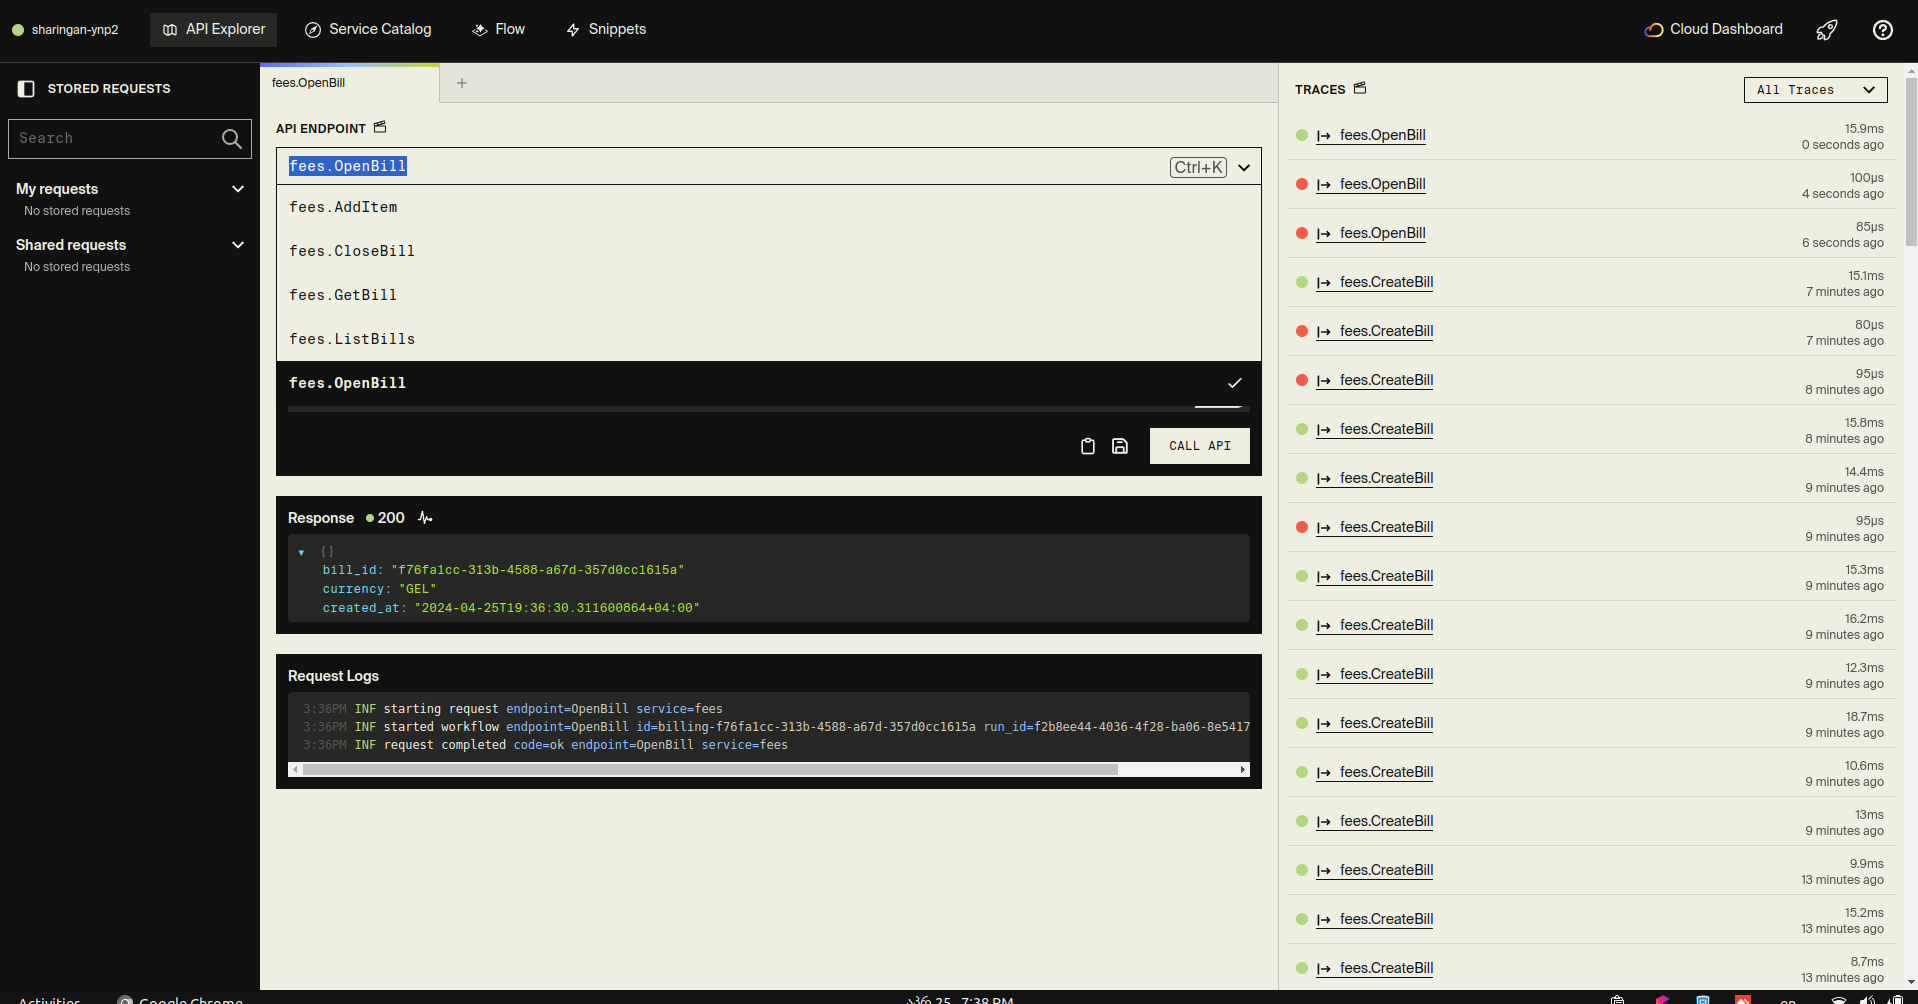 sharingan-ynp2
API Explorer
Service Catalog
Flow
Snippets
Cloud Dashboard
STORED REQUESTS
Search
My requests
No stored requests
Shared requests
No stored requests
fees.OpenBill
API ENDPOINT
fees.OpenBill
Ctrl+K
fees.AddItem
fees.CloseBill
fees.GetBill
fees.ListBills
fees.OpenBill
CALL API
Response 200
{}
bill_id: "f76fa1cc-313b-4588-a67d-357d0cc1615a"
currency: "GEL"
created_at: "2024-04-25T19:36:30.311600864+04:00"
Request Logs
3:36PM INF starting request endpoint=OpenBill service=fees
3:36PM INF started workflow endpoint=OpenBill id=billing-f76fa1cc-313b-4588-a67d-357d0cc1615a run_id=f2b8ee44-4036-4f28-ba06-8e5417
3:36PM INF request completed code=ok endpoint=OpenBill service=fees
TRACES
All Traces
fees.OpenBill
15.9ms
0 seconds ago
fees.OpenBill
100µs
4 seconds ago
fees.OpenBill
85µs
6 seconds ago
fees.CreateBill
15.1ms
7 minutes ago
fees.CreateBill
80µs
7 minutes ago
fees.CreateBill
95µs
8 minutes ago
fees.CreateBill
15.8ms
8 minutes ago
fees.CreateBill
14.4ms
9 minutes ago
fees.CreateBill
95µs
9 minutes ago
fees.CreateBill
15.3ms
9 minutes ago
fees.CreateBill
16.2ms
9 minutes ago
fees.CreateBill
12.3ms
9 minutes ago
fees.CreateBill
18.7ms
9 minutes ago
fees.CreateBill
10.6ms
9 minutes ago
fees.CreateBill
13ms
9 minutes ago
fees.CreateBill
9.9ms
13 minutes ago
fees.CreateBill
15.2ms
13 minutes ago
fees.CreateBill
8.7ms
13 minutes ago
Activities
Google Chrome
25 7:38 PM